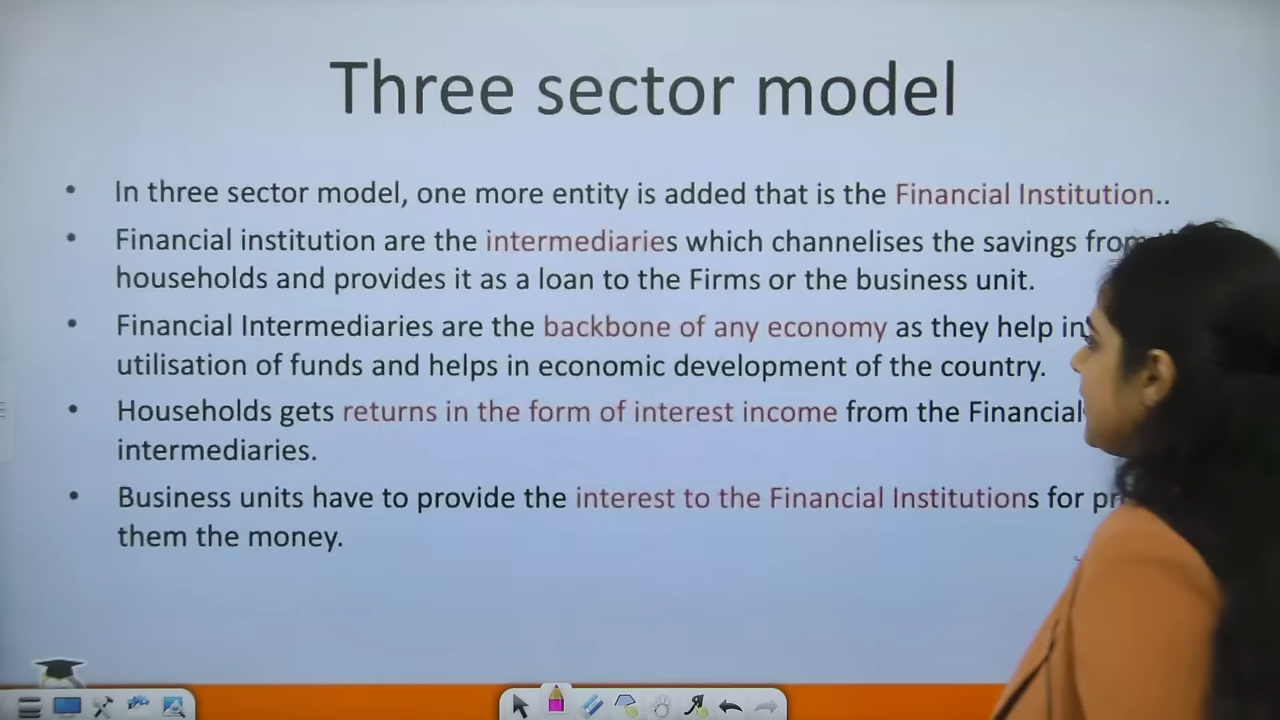 Three sector model
• In three sector model, one more entity is added that is the Financial Institution..
• Financial institution are the intermediaries which channelises the savings from
households and provides it as a loan to the Firms or the business unit.
• Financial Intermediaries are the backbone of any economy as they help in
utilisation of funds and helps in economic development of the country.
• Households gets returns in the form of interest income from the Financial
intermediaries.
• Business units have to provide the interest to the Financial Institutions for
them the money.